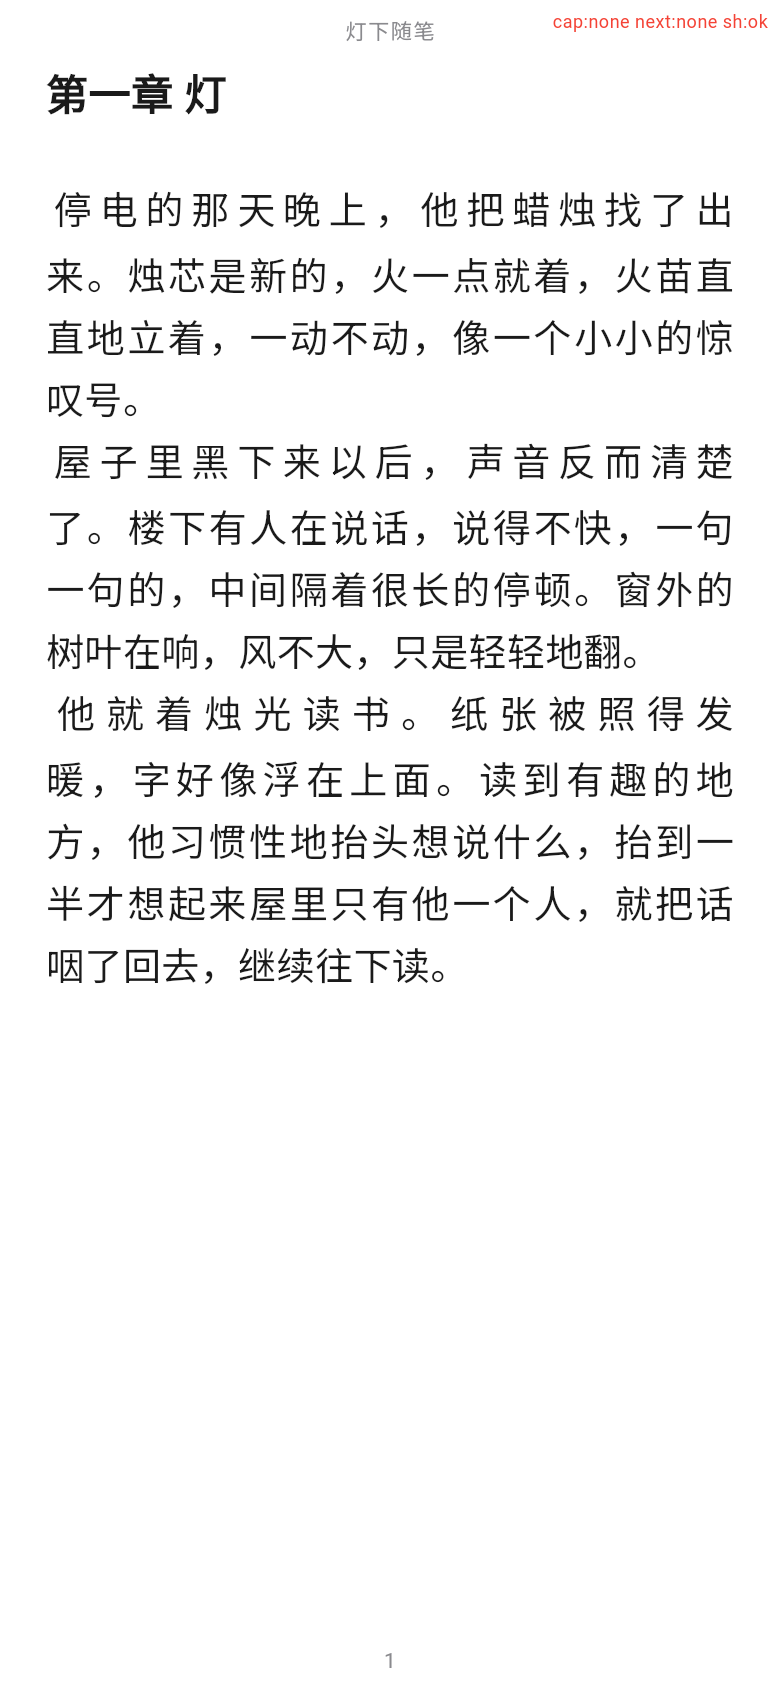 灯下随笔
cap:none next:none sh:ok
第一章 灯
停电的那天晚上，他把蜡烛找了出
来。烛芯是新的，火一点就着，火苗直
直地立着，一动不动，像一个小小的惊
叹号。
屋子里黑下来以后，声音反而清楚
了。楼下有人在说话，说得不快，一句
一句的，中间隔着很长的停顿。窗外的
树叶在响，风不大，只是轻轻地翻。
他就着烛光读书。纸张被照得发
暖，字好像浮在上面。读到有趣的地
方，他习惯性地抬头想说什么，抬到一
半才想起来屋里只有他一个人，就把话
咽了回去，继续往下读。
1